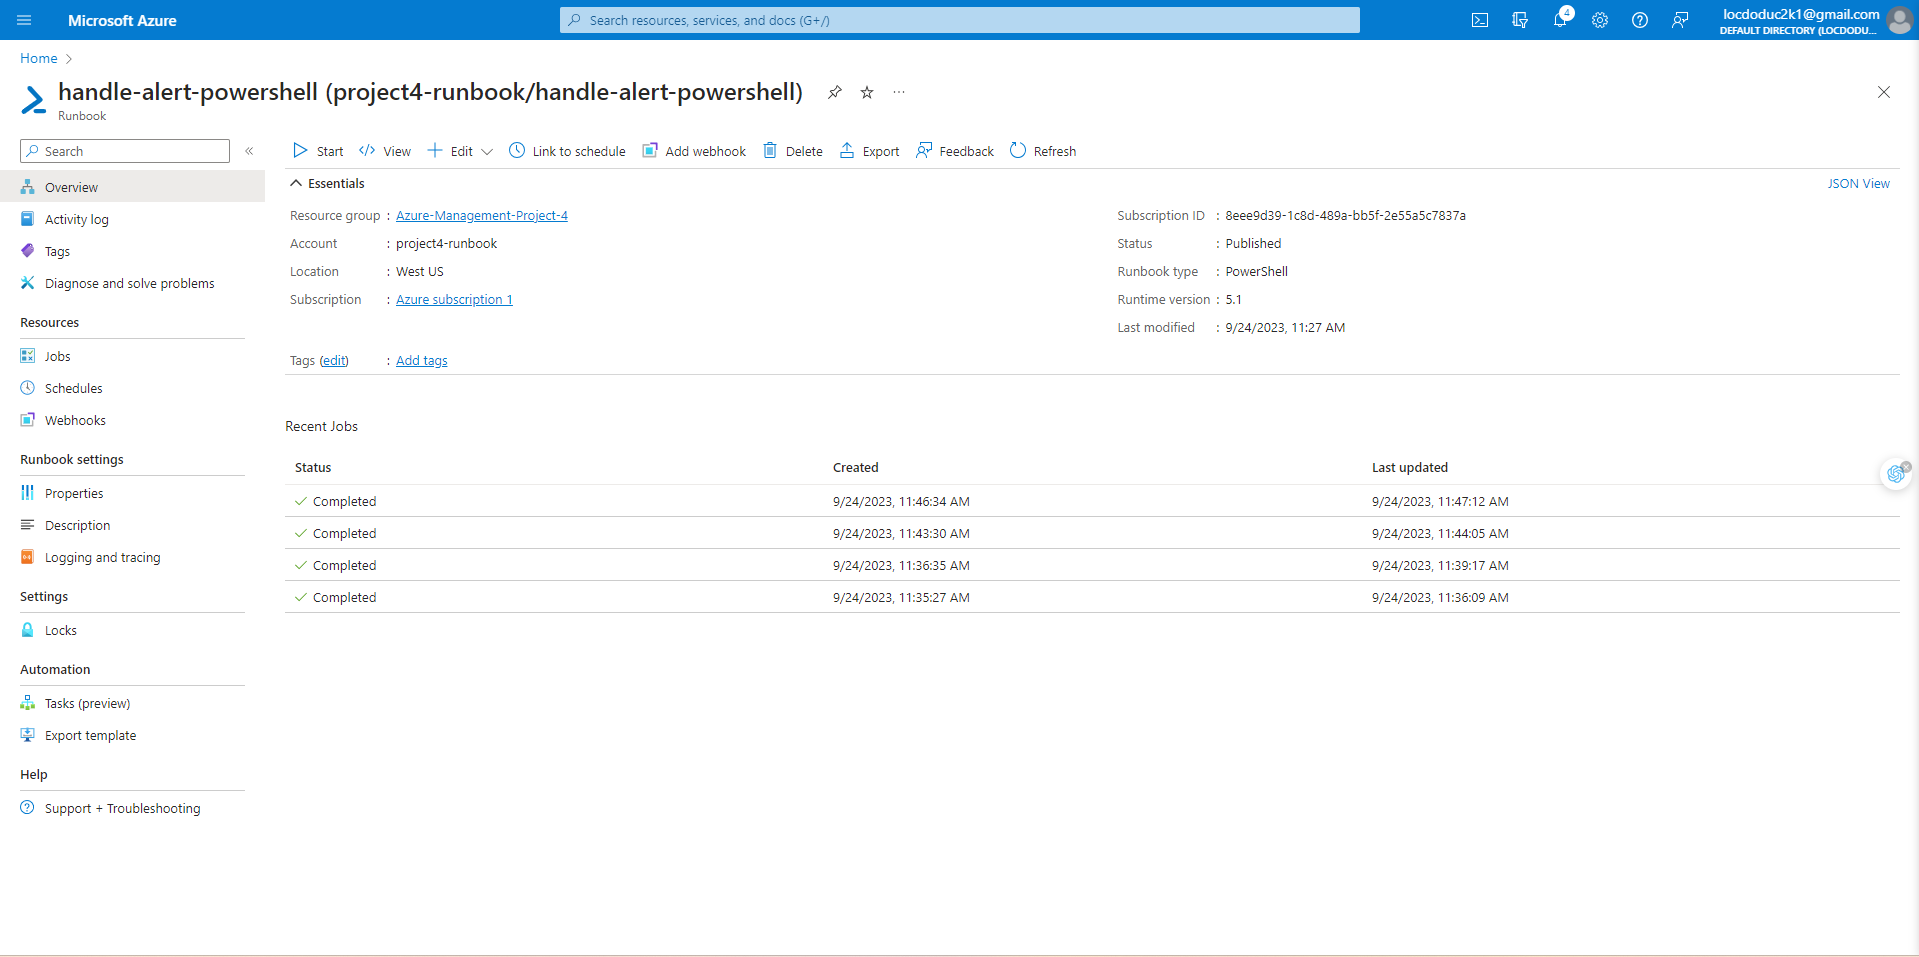 Microsoft Azure
Search resources, services, and docs (G+/)
4
locdoduc2k1@gmail.com
DEFAULT DIRECTORY (LOCDODU...
Home
handle-alert-powershell (project4-runbook/handle-alert-powershell)
...
Runbook
Search
Start View Edit Link to schedule Add webhook Delete Export Feedback Refresh
Overview
Activity log
Tags
Diagnose and solve problems
Resources
Jobs
Schedules
Webhooks
Runbook settings
Properties
Description
Logging and tracing
Settings
Locks
Automation
Tasks (preview)
Export template
Help
Support + Troubleshooting
Essentials
JSON View
Resource group : Azure-Management-Project-4
Account : project4-runbook
Location : West US
Subscription : Azure subscription 1
Subscription ID : 8eee9d39-1c8d-489a-bb5f-2e55a5c7837a
Status : Published
Runbook type : PowerShell
Runtime version : 5.1
Last modified : 9/24/2023, 11:27 AM
Tags (edit) : Add tags
Recent Jobs
Status Created Last updated
Completed 9/24/2023, 11:46:34 AM 9/24/2023, 11:47:12 AM
Completed 9/24/2023, 11:43:30 AM 9/24/2023, 11:44:05 AM
Completed 9/24/2023, 11:36:35 AM 9/24/2023, 11:39:17 AM
Completed 9/24/2023, 11:35:27 AM 9/24/2023, 11:36:09 AM